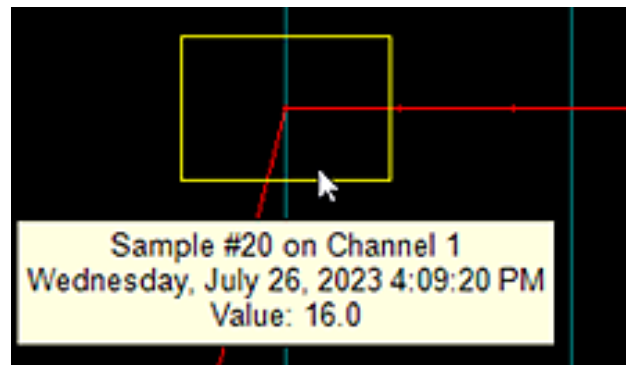 Sample #20 on Channel 1
Wednesday, July 26, 2023 4:09:20 PM
Value: 16.0